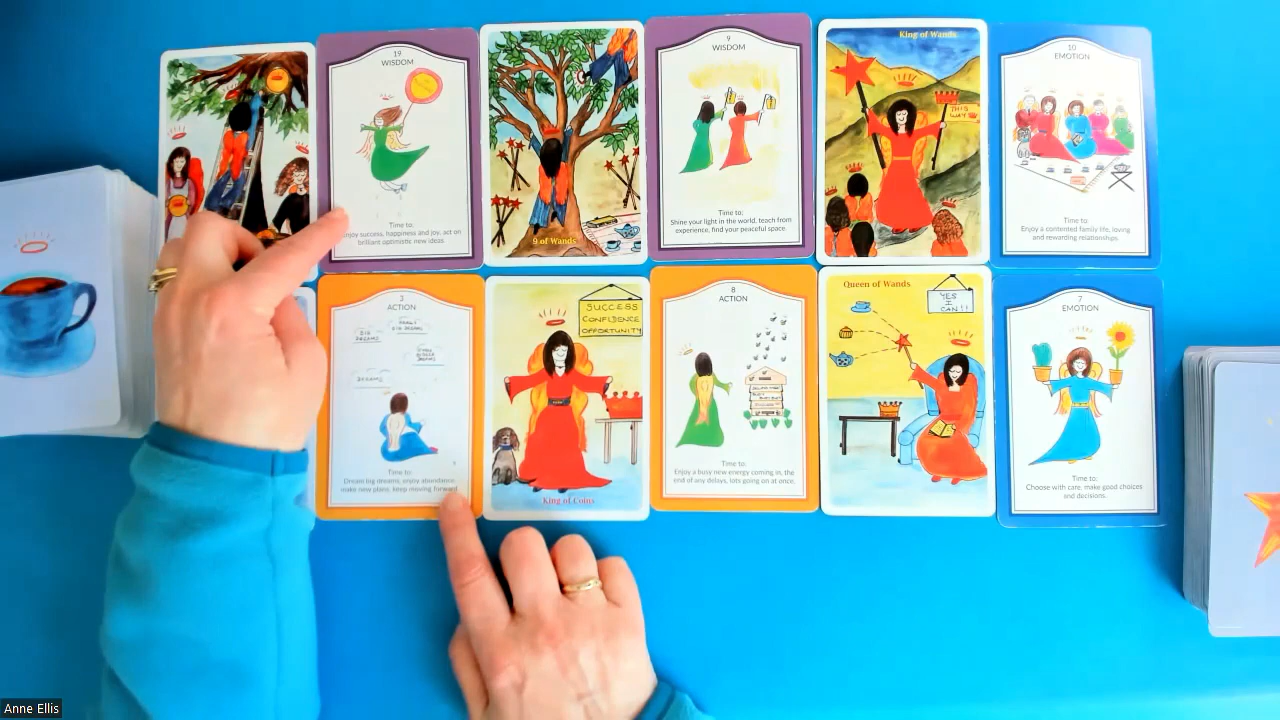 19
WISDOM
Time to:
Enjoy success, happiness and joy, act on
brilliant optimistic new ideas.
9 of Wands
9
WISDOM
Time to:
Shine your light in the world, teach from
experience, find your peaceful space.
King of Wands
THIS
WAY
10
EMOTION
Time to:
Enjoy a contented family life, loving
and rewarding relationships.
3
ACTION
BIG
DREAMS
BIG DREAMS
DREAMS
DREAMS
Time to:
Dream big dreams, enjoy abundance,
make new plans, keep moving forward.
SUCCESS
CONFIDENCE
OPPORTUNITY
King of Coins
8
ACTION
Time to:
Enjoy a busy new energy coming in, the
end of any delays, lots going on at once.
Queen of Wands
YES
I
CAN!!
7
EMOTION
Time to:
Choose with care, make good choices
and decisions.
Anne Ellis